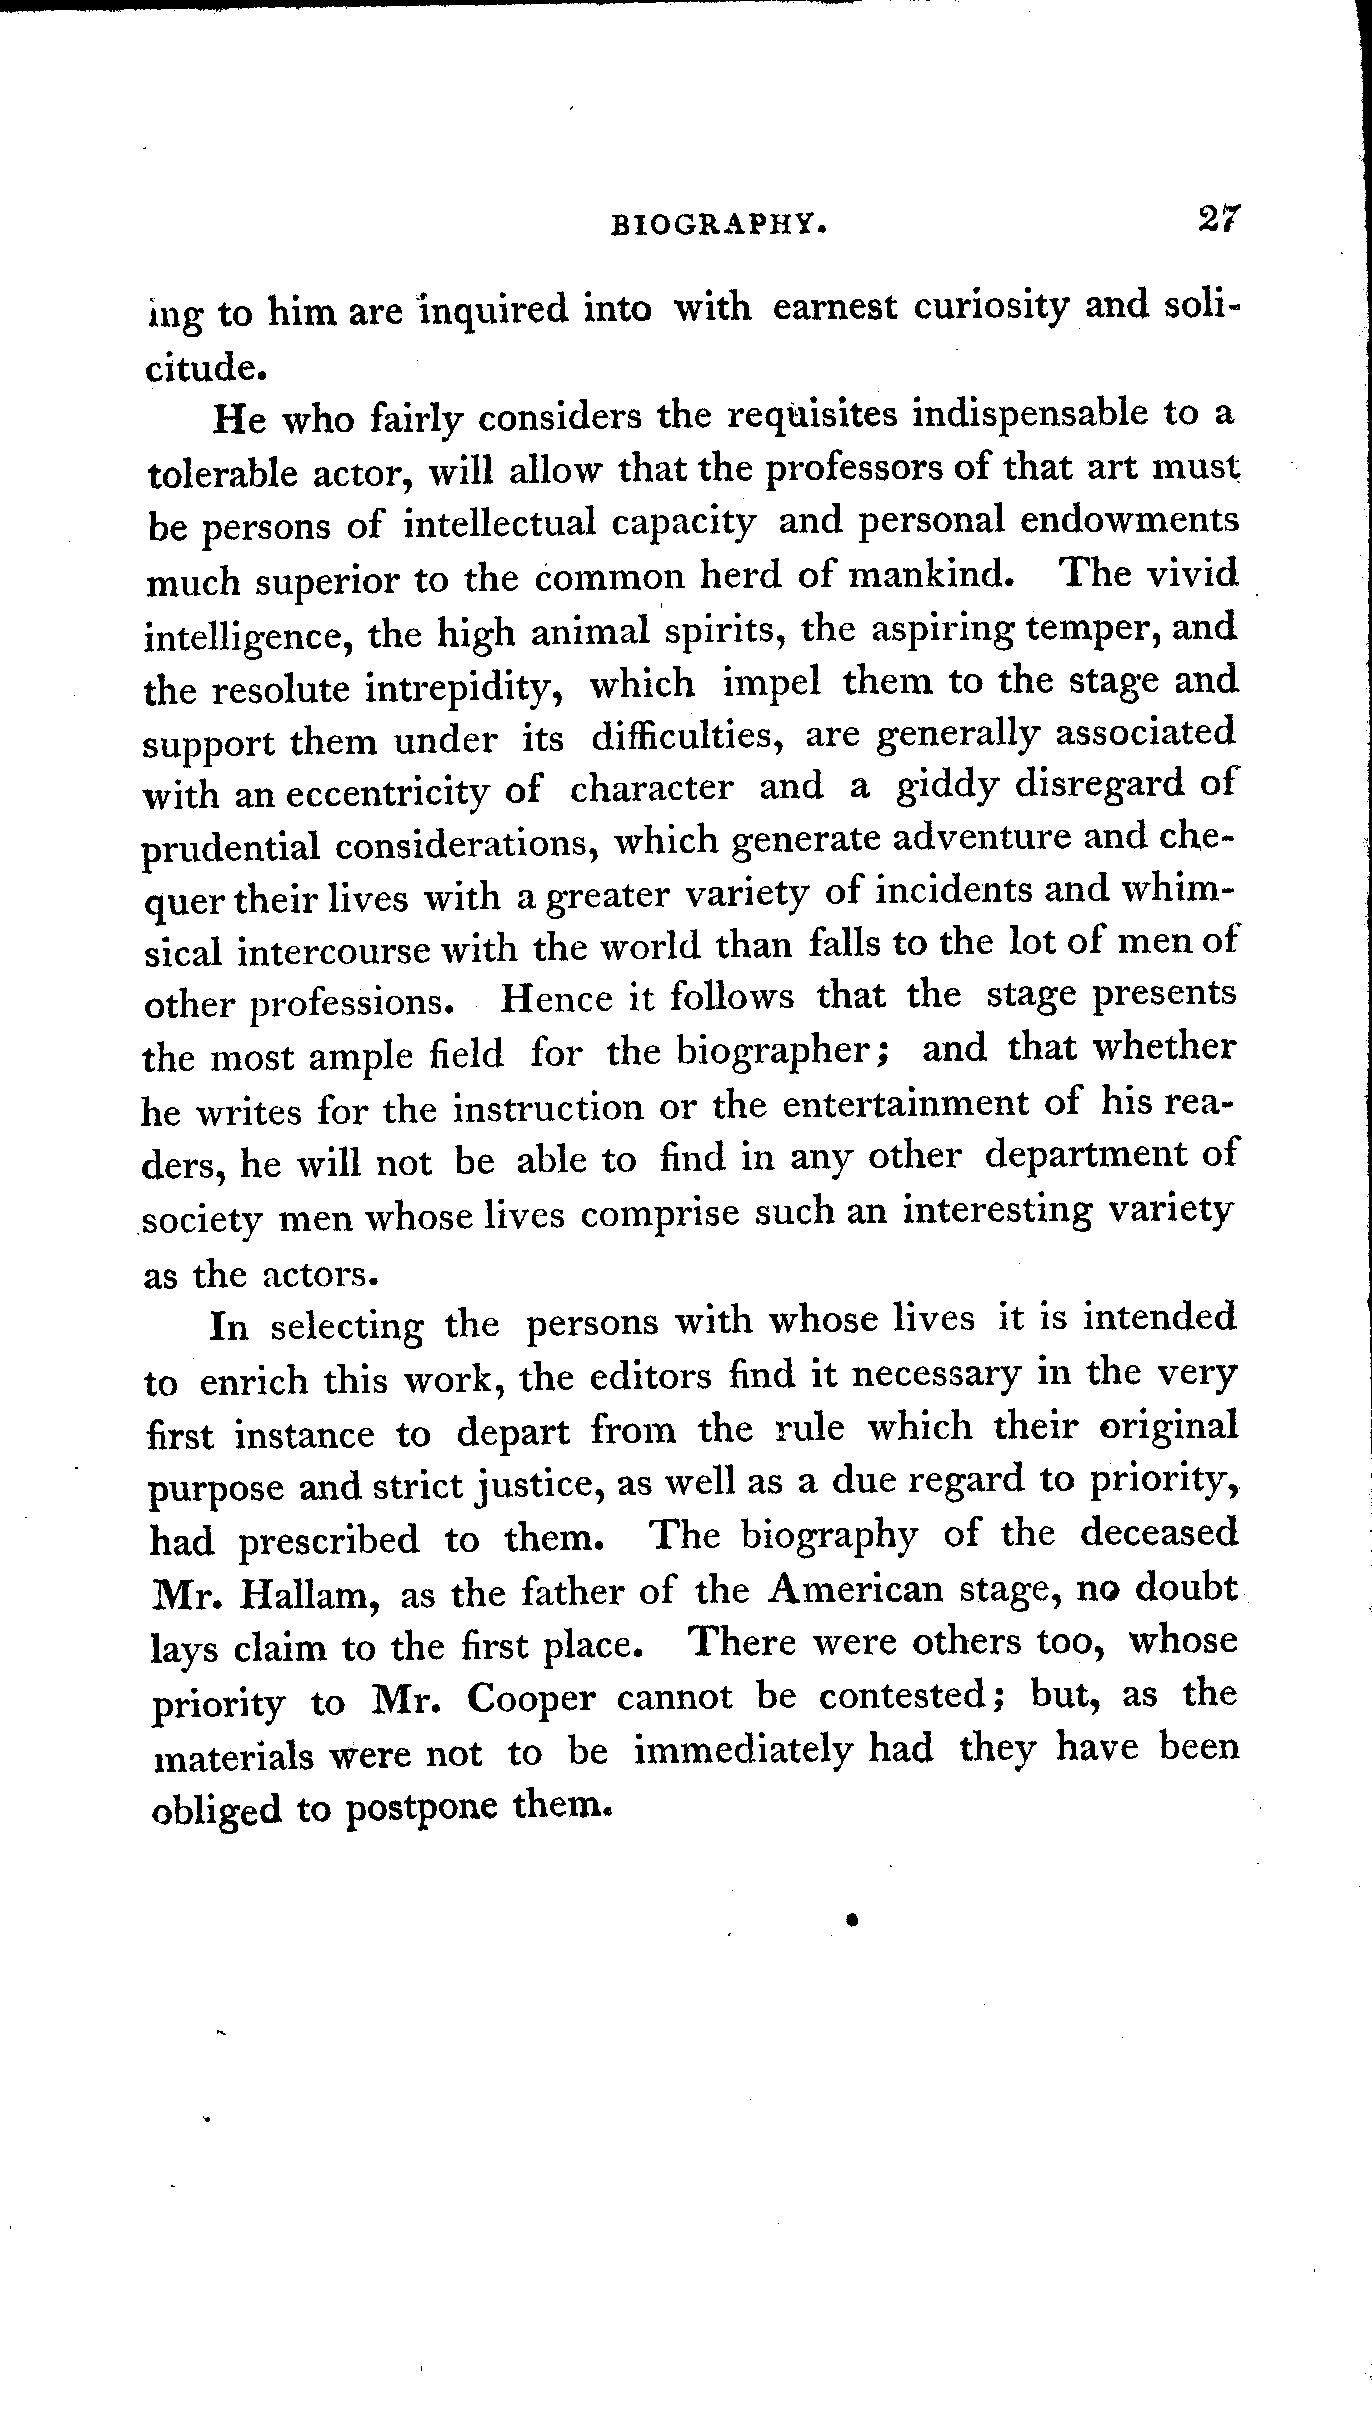 BIOGRAPHY. 27
ing to him are inquired into with earnest curiosity and soli-
citude.
He who fairly considers the requisites indispensable to a
tolerable actor, will allow that the professors of that art must
be persons of intellectual capacity and personal endowments
much superior to the common herd of mankind. The vivid
intelligence, the high animal spirits, the aspiring temper, and
the resolute intrepidity, which impel them to the stage and
support them under its difficulties, are generally associated
with an eccentricity of character and a giddy disregard of
prudential considerations, which generate adventure and che-
quer their lives with a greater variety of incidents and whim-
sical intercourse with the world than falls to the lot of men of
other professions. Hence it follows that the stage presents
the most ample field for the biographer; and that whether
he writes for the instruction or the entertainment of his rea-
ders, he will not be able to find in any other department of
society men whose lives comprise such an interesting variety
as the actors.
In selecting the persons with whose lives it is intended
to enrich this work, the editors find it necessary in the very
first instance to depart from the rule which their original
purpose and strict justice, as well as a due regard to priority,
had prescribed to them. The biography of the deceased
Mr. Hallam, as the father of the American stage, no doubt
lays claim to the first place. There were others too, whose
priority to Mr. Cooper cannot be contested; but, as the
materials were not to be immediately had they have been
obliged to postpone them.